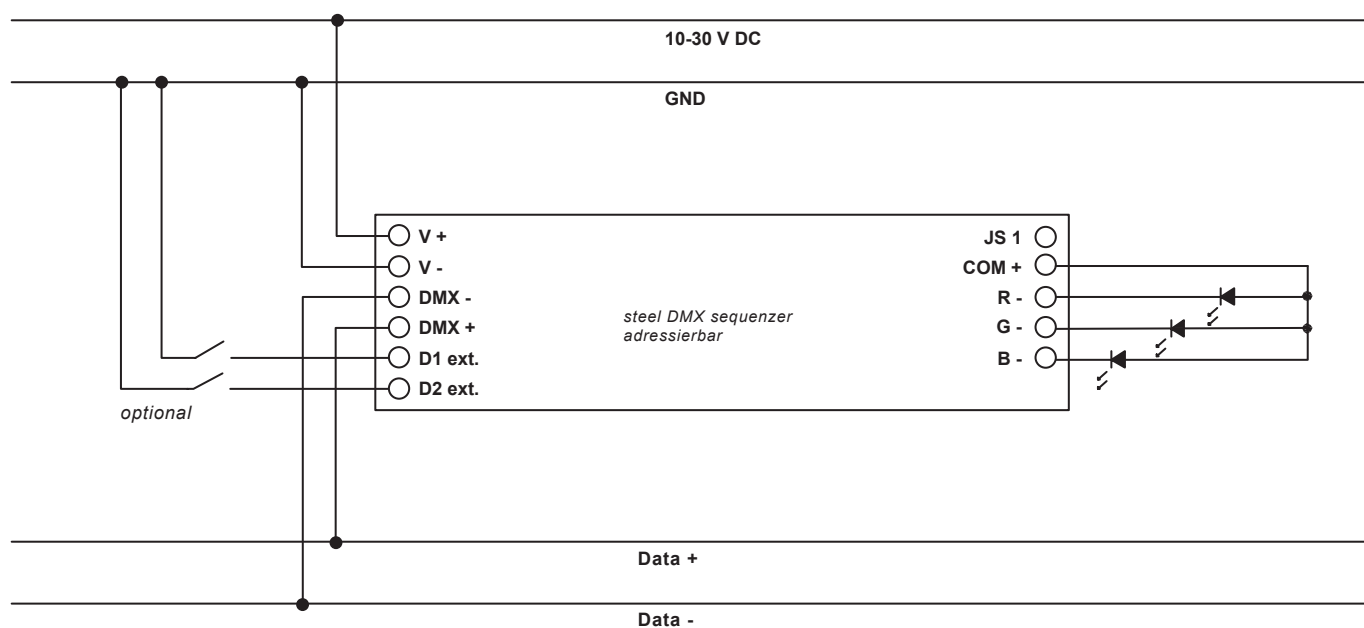 10-30 V DC
GND
V +
V -
DMX -
DMX +
D1 ext.
D2 ext.
optional
steel DMX sequenzer
adressierbar
JS 1
COM +
R -
G -
B -
Data +
Data -